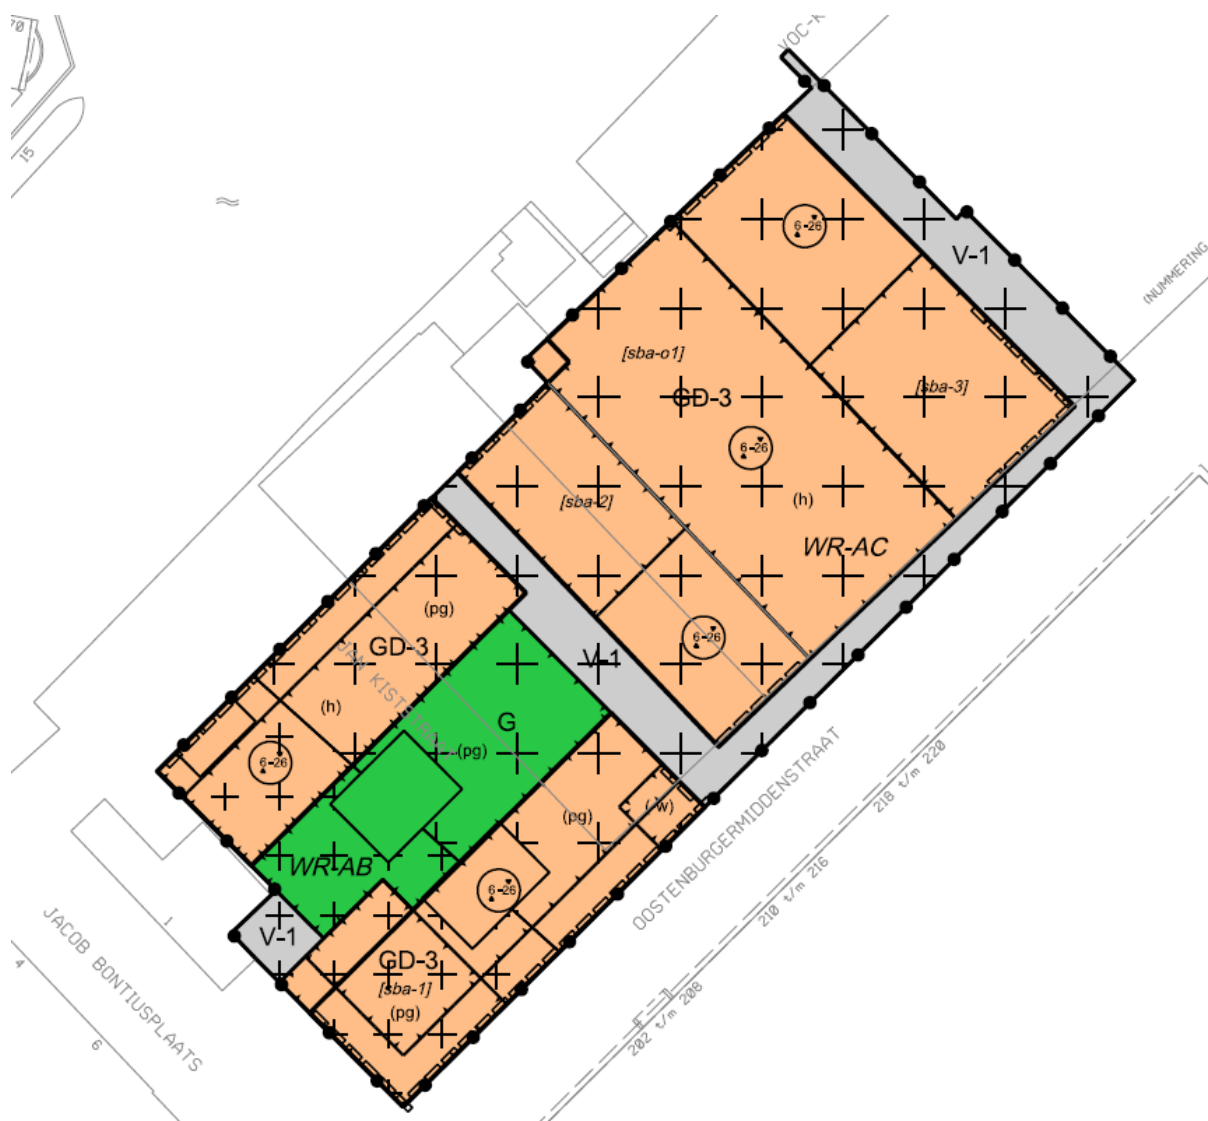 70
15
VOC-K
V-1
(NUMMERING
6-26
[sba-o1]
[sba-3]
GD-3
6-26
(h)
[sba-2]
WR-AC
(pg)
GD-3
6-26
V-1
JAN
(h)
G
(pg)
6-26
(pg)
OOSTENBURGERMIDDENSTRAAT
218 t/m 220
210 t/m 216
202 t/m 208
WR-AB
6-26
V-1
GD-3
[sba-1]
(pg)
1
JACOB BONTIUSPLAATS
4
6